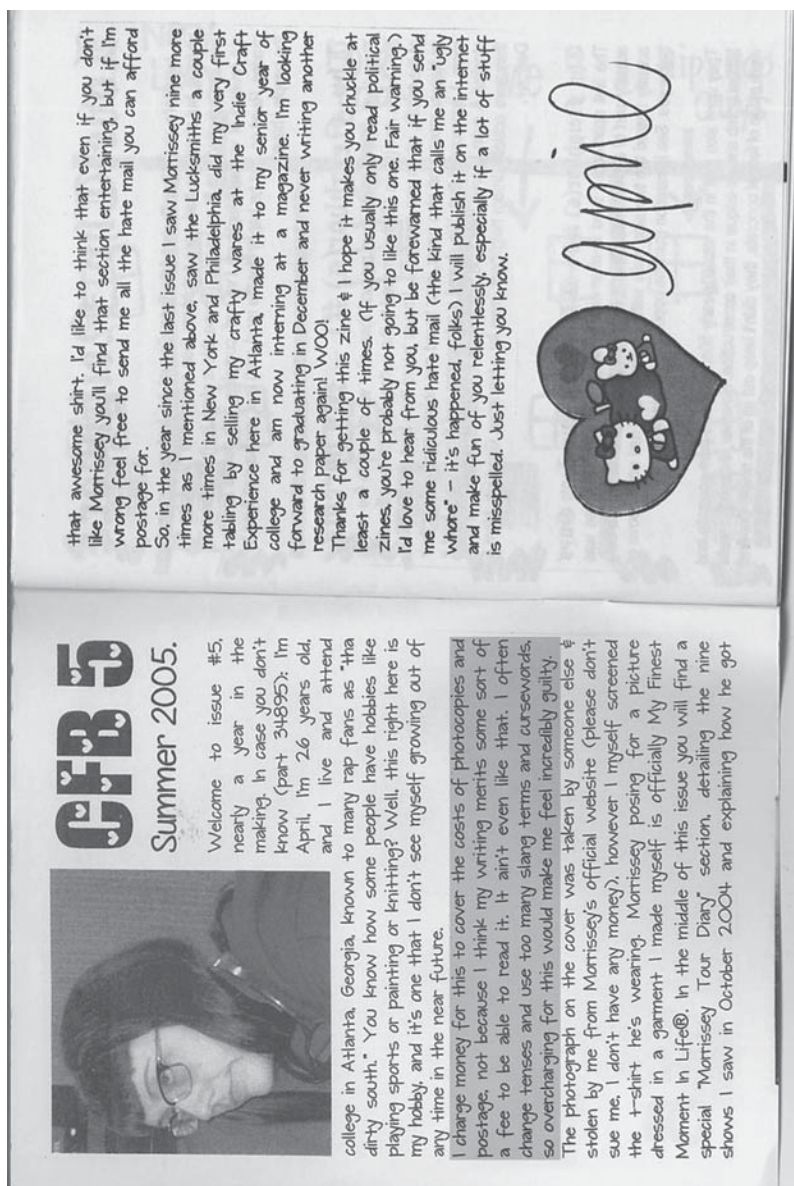 CFB 5
Summer 2005.
Welcome to issue #5,
nearly a year in the
making. In case you don't
know (part 34895): I'm
April, I'm 26 years old,
and I live and attend
college in Atlanta, Georgia, known to many rap fans as "tha
dirty south." You know how some people have hobbies like
playing sports or painting or knitting? Well, this right here is
my hobby, and it's one that I don't see myself growing out of
any time in the near future.
I charge money for this to cover the costs of photocopies and
postage, not because I think my writing merits some sort of
a fee to be able to read it. It ain't even like that. I often
change tenses and use too many slang terms and cursewords,
so overcharging for this would make me feel incredibly guilty.
The photograph on the cover was taken by someone else &
stolen by me from Morrissey's official website (please don't
sue me, I don't have any money), however I myself screened
the t-shirt he's wearing. Morrissey posing for a picture
dressed in a garment I made myself is officially My Finest
Moment In Life®. In the middle of this issue you will find a
special "Morrissey Tour Diary" section, detailing the nine
shows I saw in October 2004 and explaining how he got
that awesome shirt. I'd like to think that even if you don't
like Morrissey you'll find that section entertaining, but if I'm
wrong feel free to send me all the hate mail you can afford
postage for.
So, in the year since the last issue I saw Morrissey nine more
times as I mentioned above, saw the Lucksmiths a couple
more times in New York and Philadelphia, did my very first
tabling by selling my crafty wares at the Indie Craft
Experience here in Atlanta, made it to my senior year of
college and am now interning at a magazine. I'm looking
forward to graduating in December and never writing another
research paper again! WOO!
Thanks for getting this zine & I hope it makes you chuckle at
least a couple of times. (If you usually only read political
zines, you're probably not going to like this one. Fair warning.)
I'd love to hear from you, but be forewarned that if you send
me some ridiculous hate mail (the kind that calls me an "ugly
whore" - it's happened, folks) I will publish it on the internet
and make fun of you relentlessly, especially if a lot of stuff
is misspelled. Just letting you know.
april